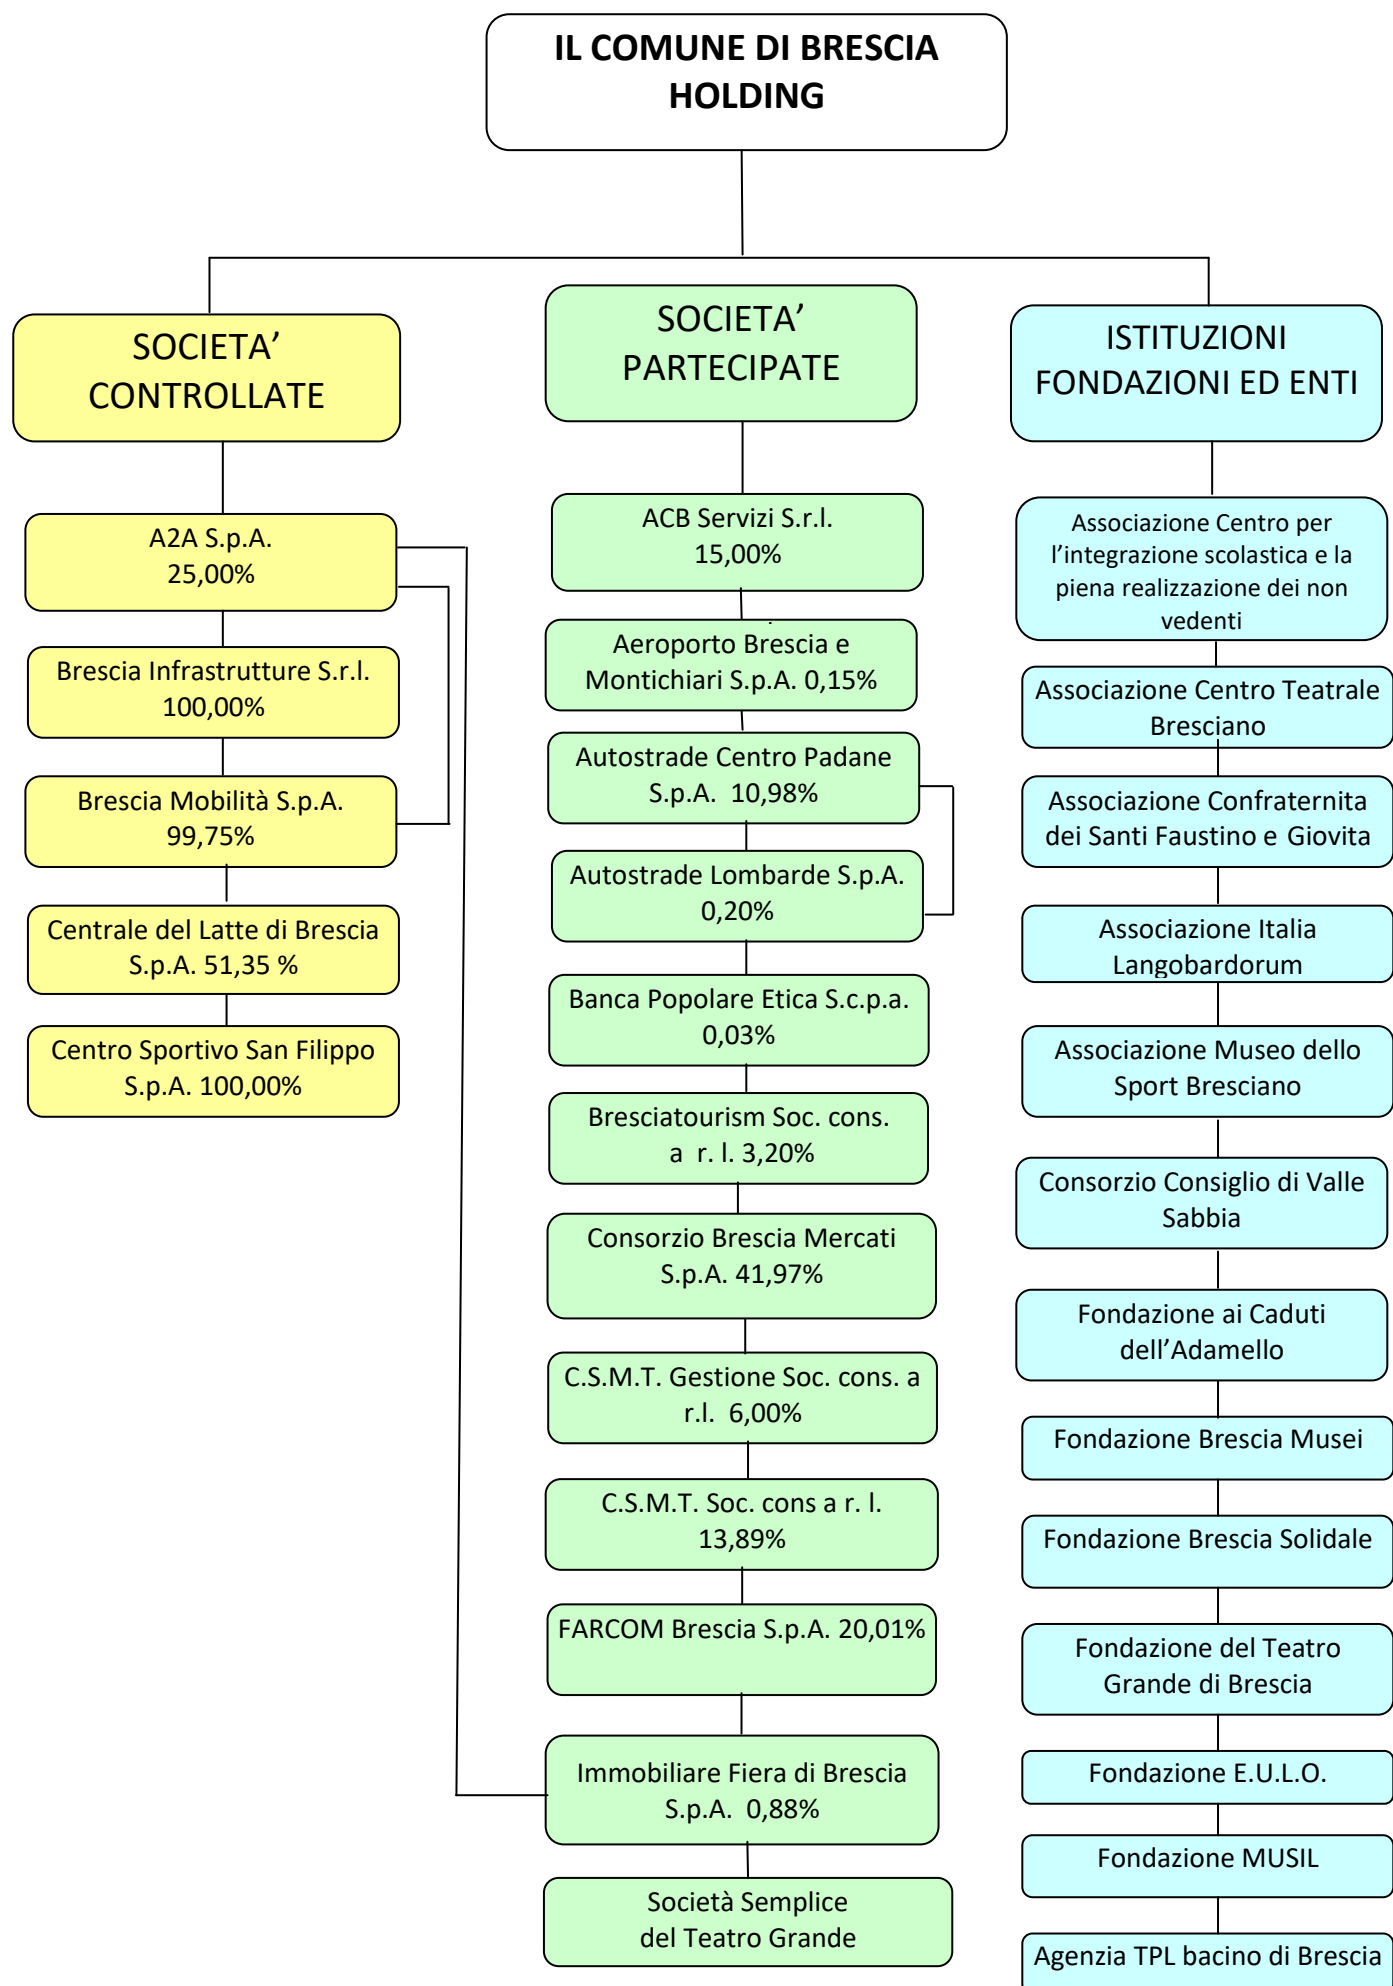 IL COMUNE DI BRESCIA
HOLDING
SOCIETA’
CONTROLLATE
A2A S.p.A.
25,00%
Brescia Infrastrutture S.r.l.
100,00%
Brescia Mobilità S.p.A.
99,75%
Centrale del Latte di Brescia
S.p.A. 51,35 %
Centro Sportivo San Filippo
S.p.A. 100,00%
SOCIETA’
PARTECIPATE
ACB Servizi S.r.l.
15,00%
Aeroporto Brescia e
Montichiari S.p.A. 0,15%
Autostrade Centro Padane
S.p.A. 10,98%
Autostrade Lombarde S.p.A.
0,20%
Banca Popolare Etica S.c.p.a.
0,03%
Bresciatourism Soc. cons.
a r. l. 3,20%
Consorzio Brescia Mercati
S.p.A. 41,97%
C.S.M.T. Gestione Soc. cons. a
r.l. 6,00%
C.S.M.T. Soc. cons a r. l.
13,89%
FARCOM Brescia S.p.A. 20,01%
Immobiliare Fiera di Brescia
S.p.A. 0,88%
Società Semplice
del Teatro Grande
ISTITUZIONI
FONDAZIONI ED ENTI
Associazione Centro per
l’integrazione scolastica e la
piena realizzazione dei non
vedenti
Associazione Centro Teatrale
Bresciano
Associazione Confraternita
dei Santi Faustino e Giovita
Associazione Italia
Langobardorum
Associazione Museo dello
Sport Bresciano
Consorzio Consiglio di Valle
Sabbia
Fondazione ai Caduti
dell’Adamello
Fondazione Brescia Musei
Fondazione Brescia Solidale
Fondazione del Teatro
Grande di Brescia
Fondazione E.U.L.O.
Fondazione MUSIL
Agenzia TPL bacino di Brescia